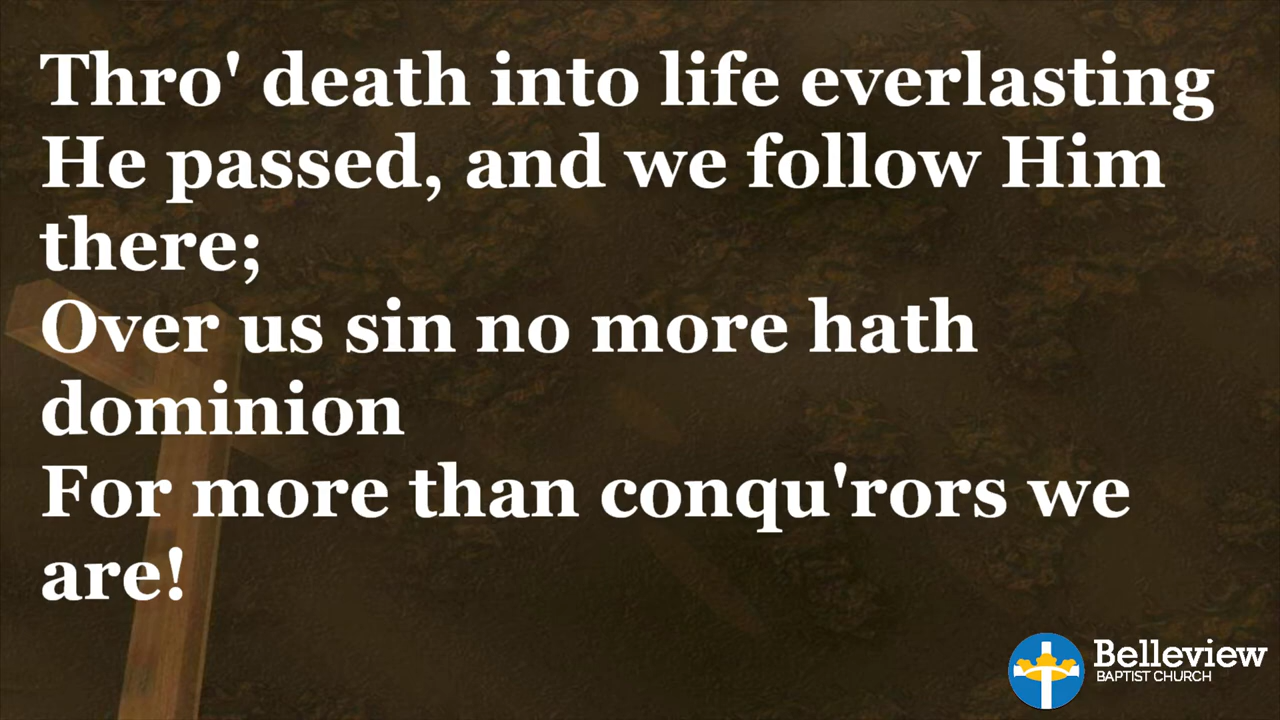 Thro' death into life everlasting
He passed, and we follow Him
there;
Over us sin no more hath
dominion
For more than conqu'rors we
are!
Belleview
BAPTIST CHURCH